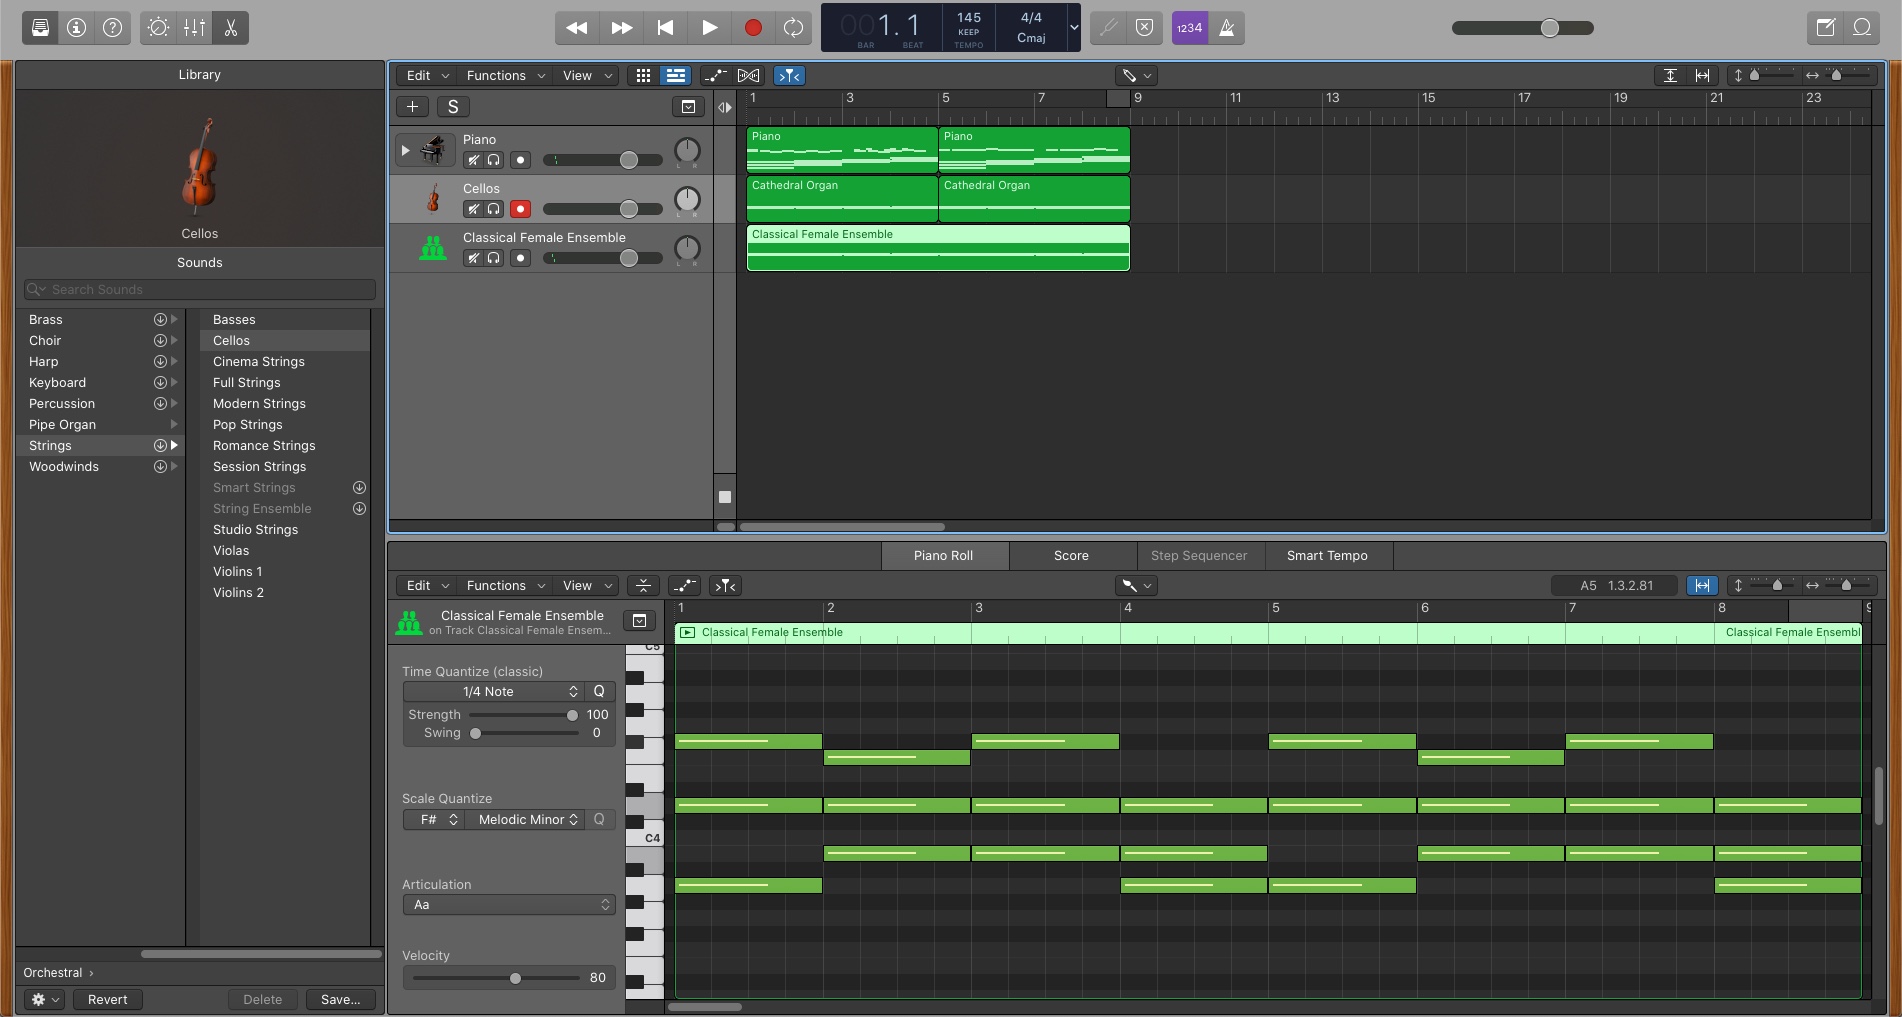 001. 1
BAR BEAT
145
KEEP
TEMPO
4/4
Cmaj
1234
Library
Cellos
Sounds
Search Sounds
Brass
Choir
Harp
Keyboard
Percussion
Pipe Organ
Strings
Woodwinds
Basses
Cellos
Cinema Strings
Full Strings
Modern Strings
Pop Strings
Romance Strings
Session Strings
Smart Strings
String Ensemble
Studio Strings
Violas
Violins 1
Violins 2
Orchestral ›
Revert Delete Save...
Edit Functions View
S
1 3 5 7 9 11 13 15 17 19 21 23
Piano
L R
Cellos
L R
Classical Female Ensemble
L R
Piano Piano
Cathedral Organ Cathedral Organ
Classical Female Ensemble
Piano Roll Score Step Sequencer Smart Tempo
Edit Functions View
A5 1.3.2.81
Classical Female Ensemble
on Track Classical Female Ensem...
1 2 3 4 5 6 7 8 9
Classical Female Ensemble Classical Female Ensembl
Time Quantize (classic)
1/4 Note Q
Strength 100
Swing 0
Scale Quantize
F# Melodic Minor Q
Articulation
Aa
Velocity
80
C5
C4